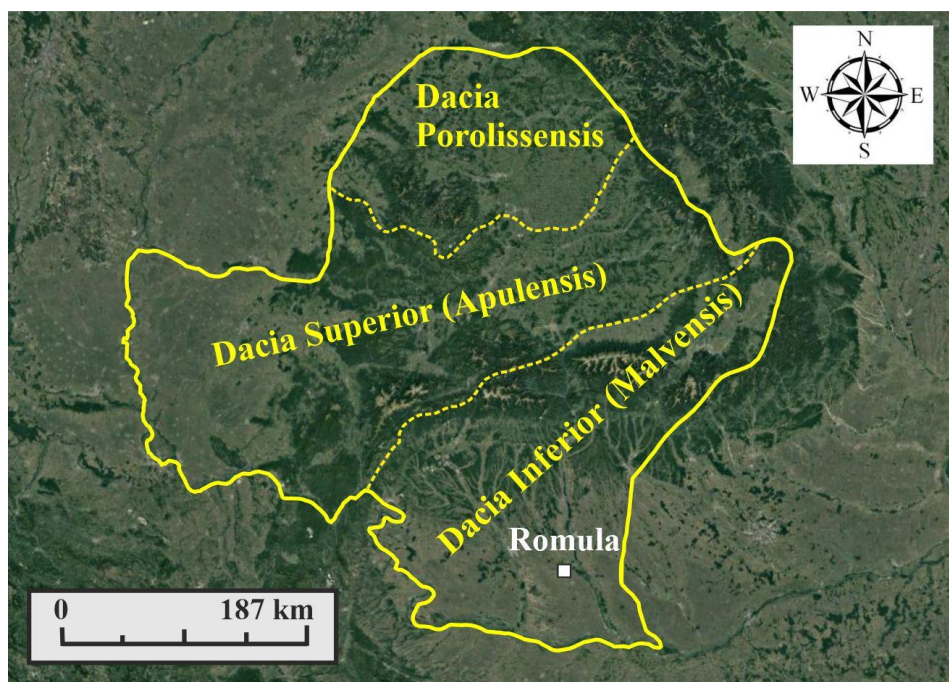 N
W E
S
Dacia
Porolissensis
Dacia Superior (Apulensis)
Dacia Inferior (Malvensis)
Romula
0 187 km